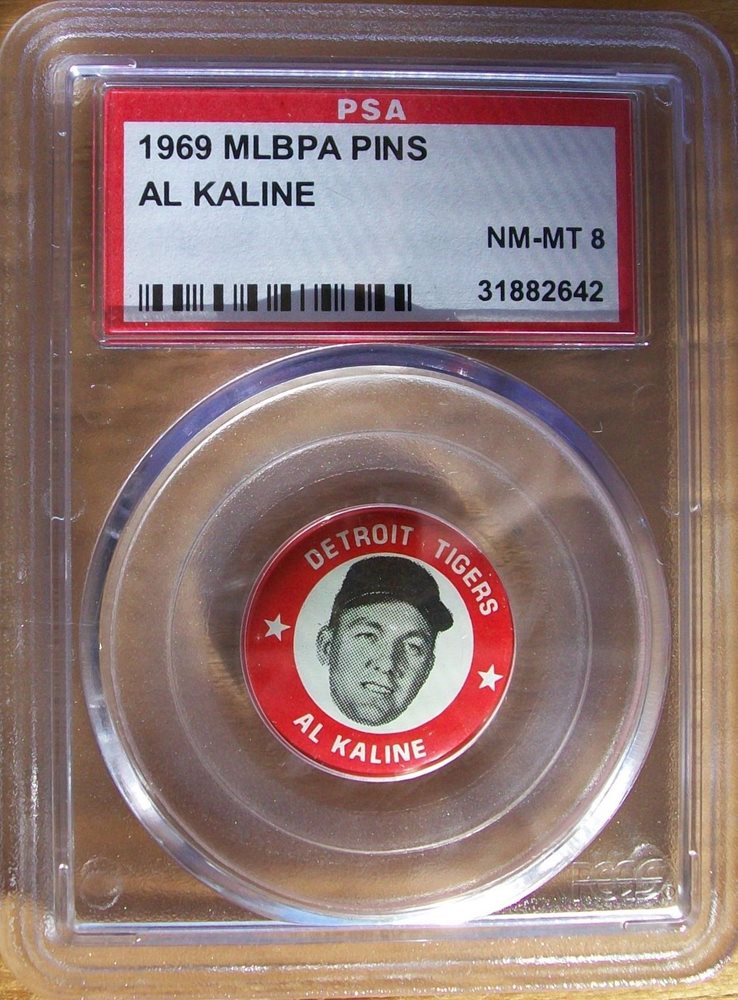 PSA
1969 MLBPA PINS
AL KALINE
NM-MT 8
31882642
DETROIT TIGERS
AL KALINE